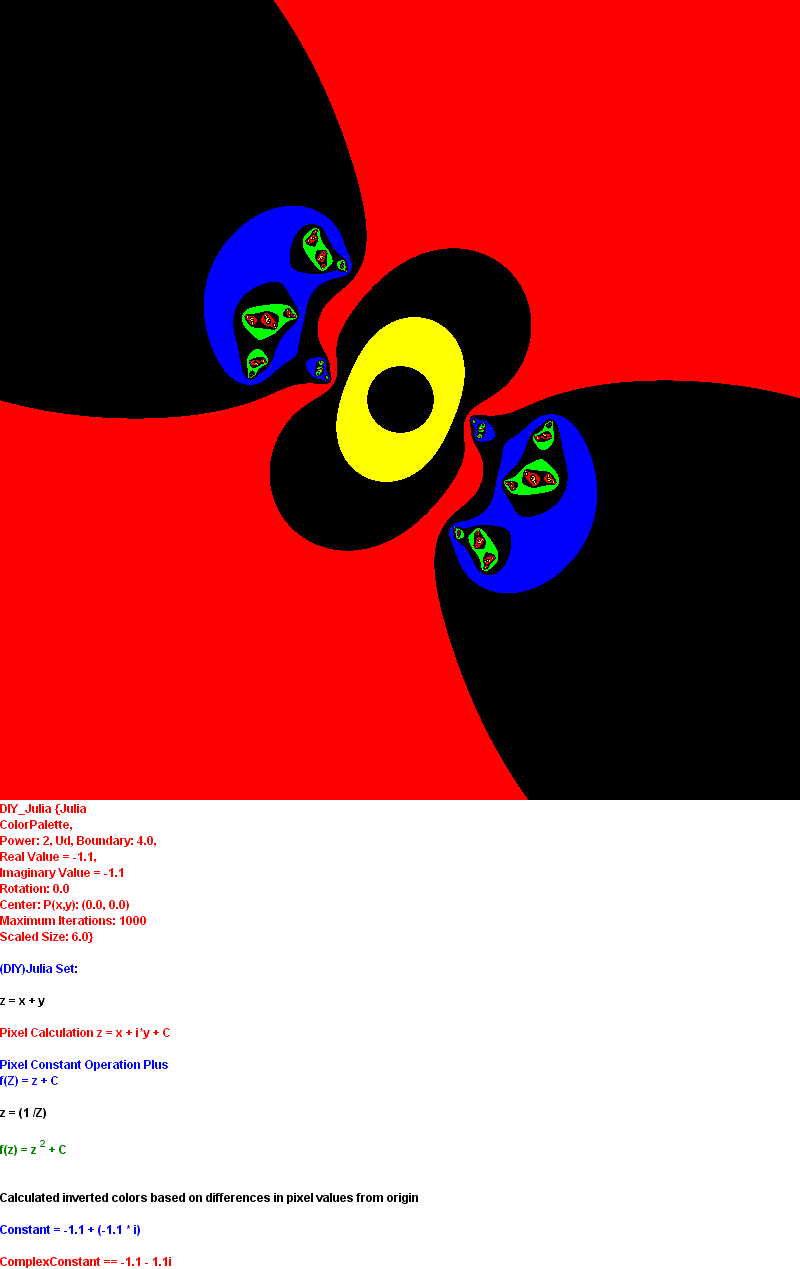 DIY_Julia {Julia
ColorPalette,
Power: 2, Ud, Boundary: 4.0,
Real Value = -1.1,
Imaginary Value = -1.1
Rotation: 0.0
Center: P(x,y): (0.0, 0.0)
Maximum Iterations: 1000
Scaled Size: 6.0}
(DIY)Julia Set:
z = x + y
Pixel Calculation z = x + i*y + C
Pixel Constant Operation Plus
f(Z) = z + C
z = (1 /Z)
f(z) = z ² + C
Calculated inverted colors based on differences in pixel values from origin
Constant = -1.1 + (-1.1 * i)
ComplexConstant == -1.1 - 1.1i